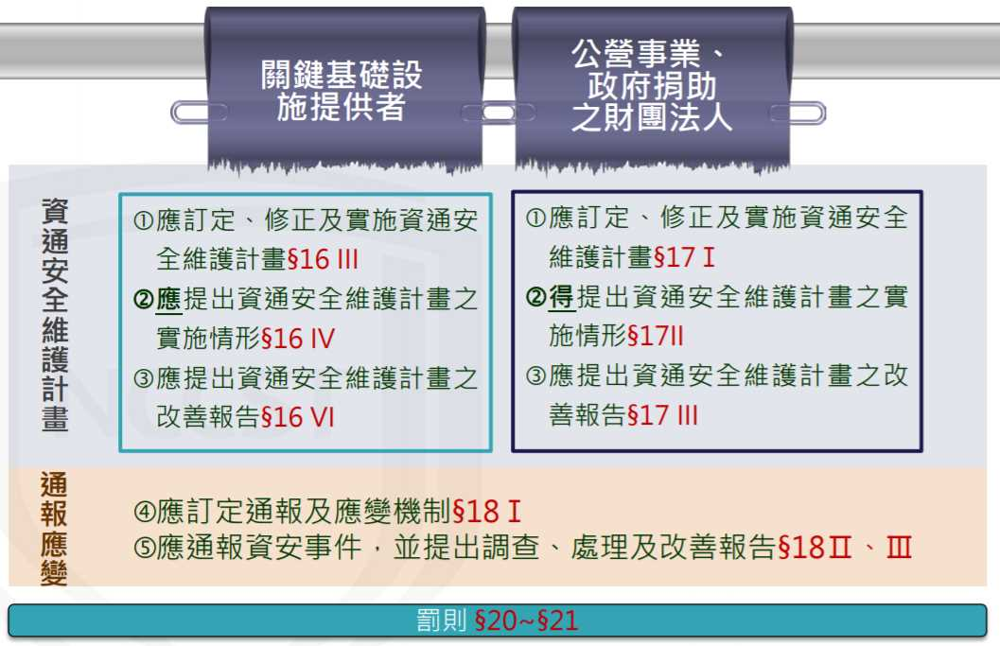 關鍵基礎設
施提供者
公營事業、
政府捐助
之財團法人
資通安全維護計畫
①應訂定、修正及實施資通安
全維護計畫§16 III
②應提出資通安全維護計畫之
實施情形§16 IV
③應提出資通安全維護計畫之
改善報告§16 VI
①應訂定、修正及實施資通安全
維護計畫§17 I
②得提出資通安全維護計畫之實
施情形§17II
③應提出資通安全維護計畫之改
善報告§17 III
通報應變
④應訂定通報及應變機制§18 I
⑤應通報資安事件，並提出調查、處理及改善報告§18Ⅱ、Ⅲ
罰則 §20~§21